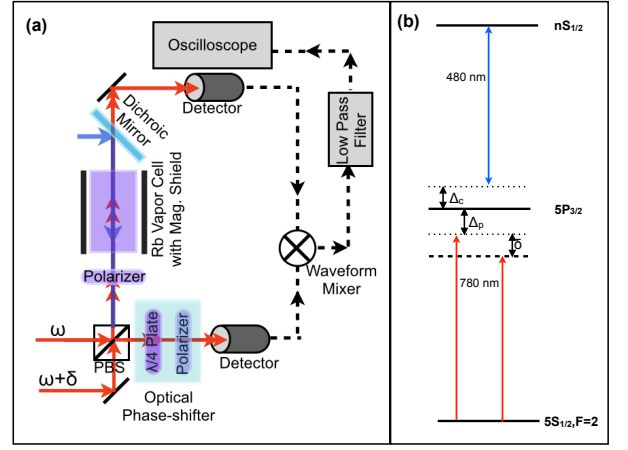 (a)
Oscilloscope
Detector
Dichroic
Mirror
Low Pass
Filter
Rb Vapor Cell
with Mag. Shield
Waveform
Mixer
Polarizer
ω
PBS
λ/4 Plate
Polarizer
Detector
ω+δ
Optical
Phase-shifter
(b)
nS1/2
480 nm
Δc
5P3/2
Δp
δ
780 nm
5S1/2,F=2